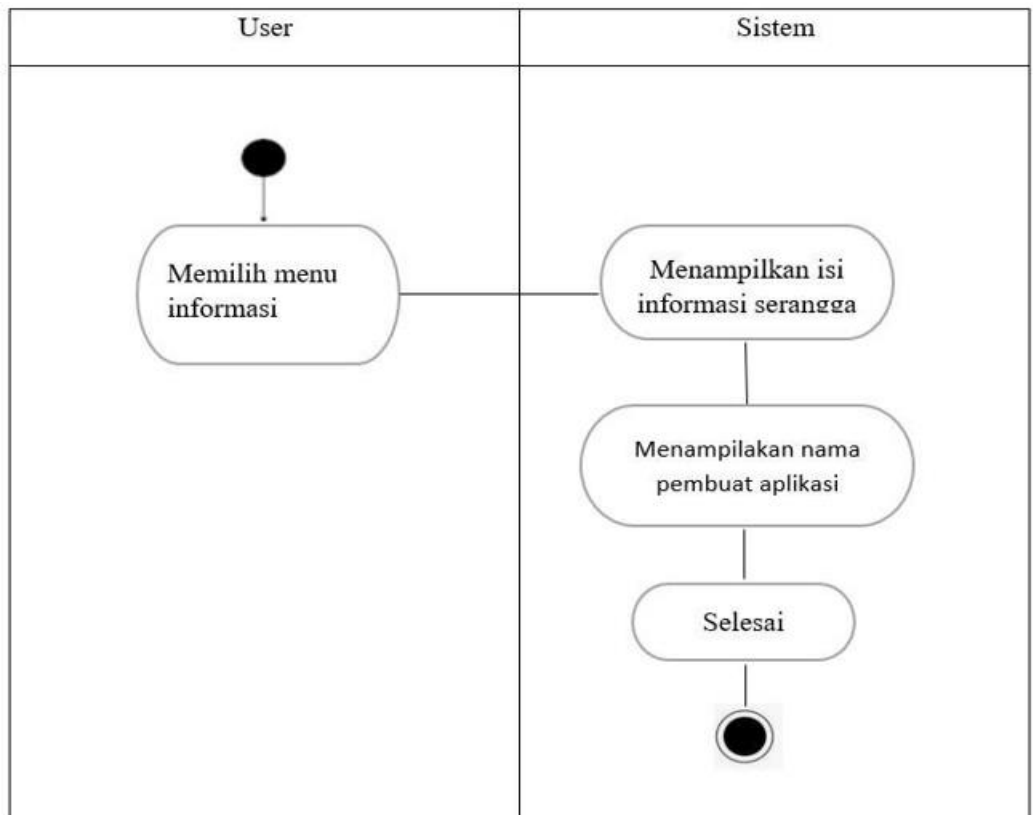 User
Sistem
Memilih menu
informasi
Menampilkan isi
informasi serangga
Menampilakan nama
pembuat aplikasi
Selesai